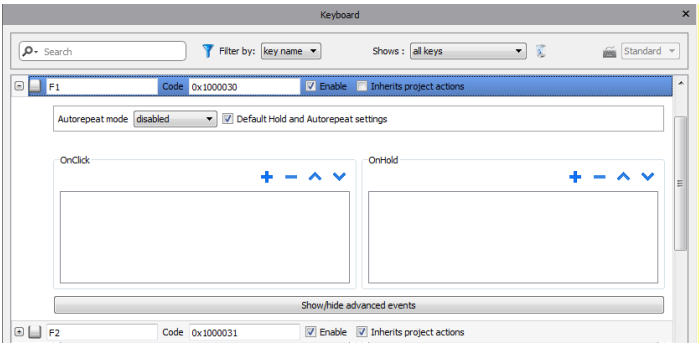 Keyboard
Search Filter by: key name Shows : all keys Standard
F1 Code 0x1000030 Enable Inherits project actions
Autorepeat mode disabled Default Hold and Autorepeat settings
OnClick OnHold
Show/hide advanced events
F2 Code 0x1000031 Enable Inherits project actions